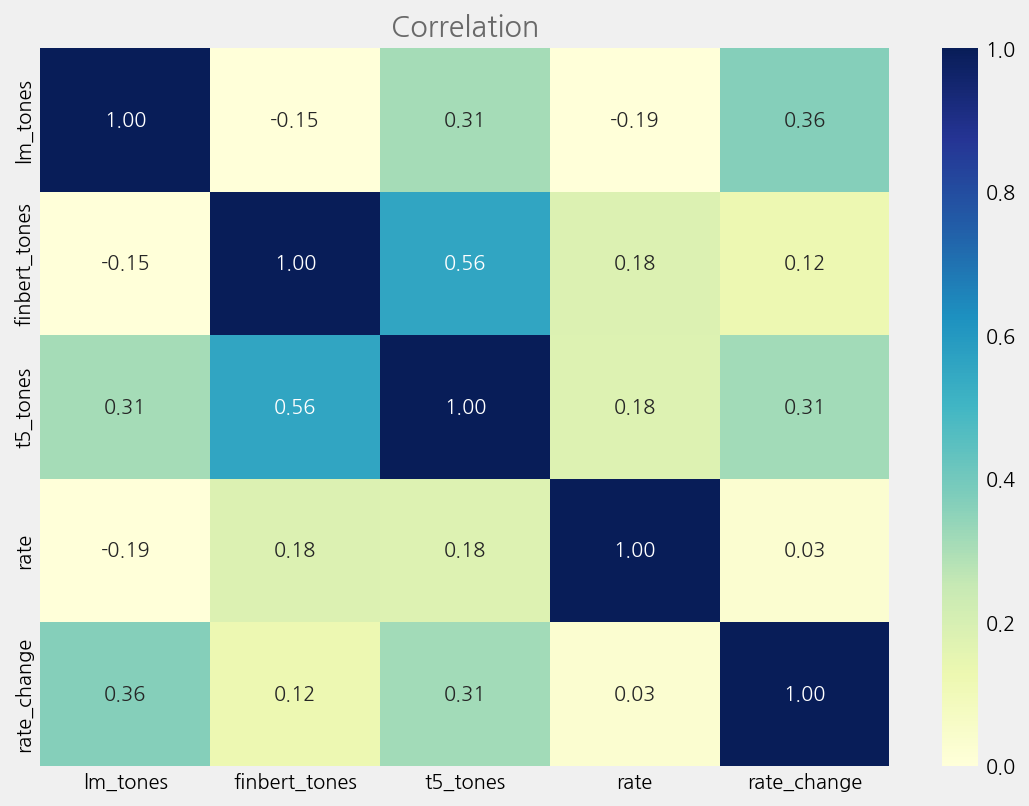 Correlation
lm_tones 1.00 -0.15 0.31 -0.19 0.36
finbert_tones -0.15 1.00 0.56 0.18 0.12
t5_tones 0.31 0.56 1.00 0.18 0.31
rate -0.19 0.18 0.18 1.00 0.03
rate_change 0.36 0.12 0.31 0.03 1.00
lm_tones finbert_tones t5_tones rate rate_change
1.0
0.8
0.6
0.4
0.2
0.0